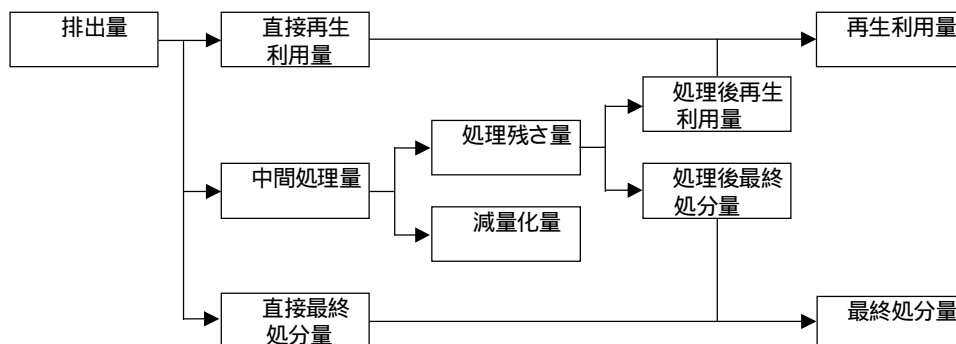 排出量
直接再生
利用量
再生利用量
処理後再生
利用量
処理残さ量
中間処理量
処理後最終
処分量
減量化量
直接最終
処分量
最終処分量